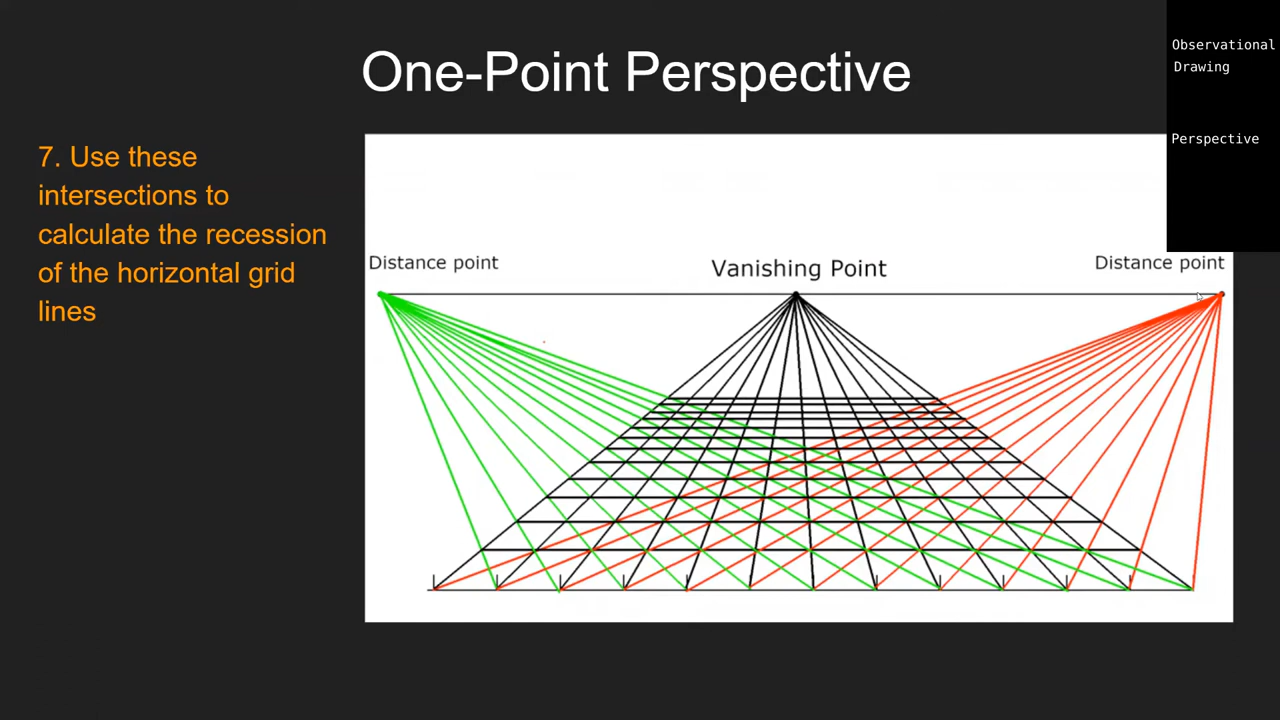 One-Point Perspective
Observational
Drawing
Perspective
7. Use these
intersections to
calculate the recession
of the horizontal grid
lines
Distance point
Vanishing Point
Distance point